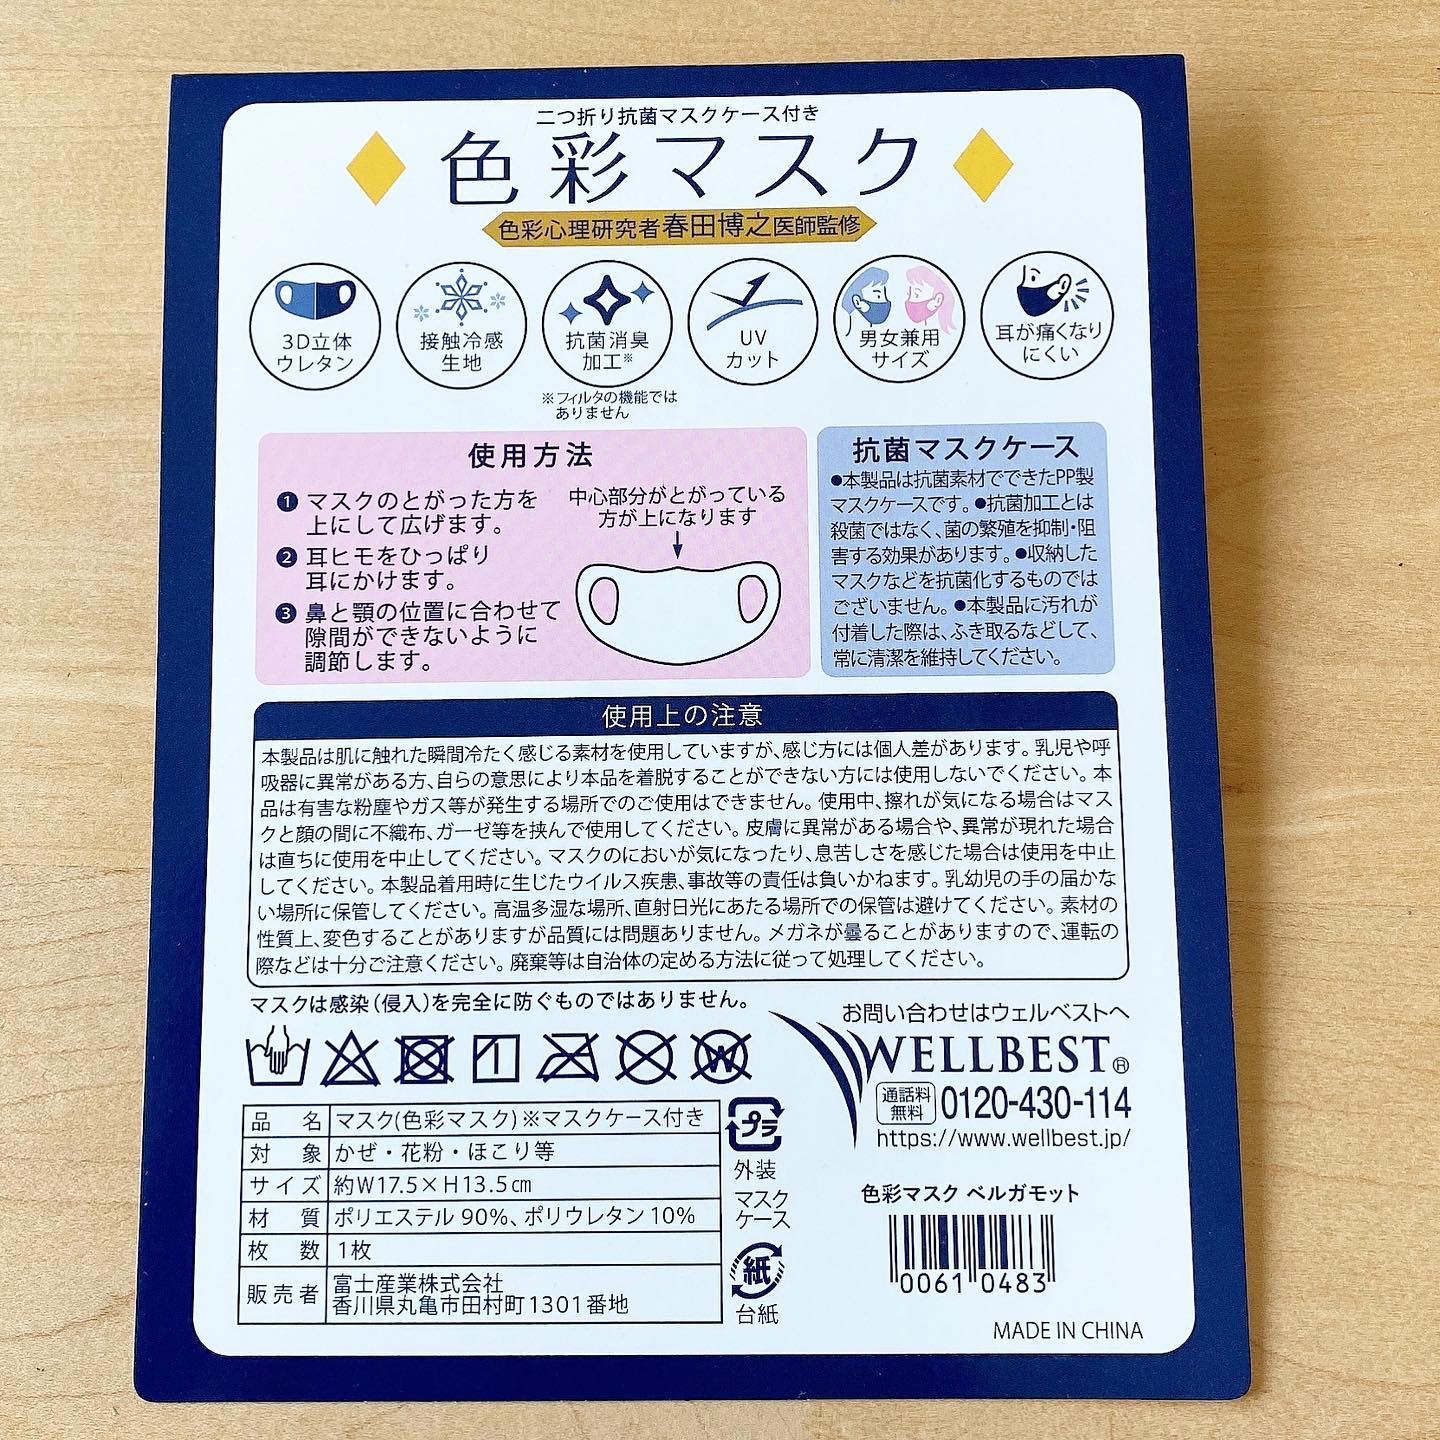 二つ折り抗菌マスクケース付き
色彩マスク
色彩心理研究者春田博之医師監修
3D立体
ウレタン
接触冷感
生地
抗菌消臭
加工※
UV
カット
男女兼用
サイズ
耳が痛くなり
にくい
※フィルタの機能では
ありません
使用方法
1 マスクのとがった方を
上にして広げます。
2 耳ヒモをひっぱり
耳にかけます。
3 鼻と顎の位置に合わせて
隙間ができないように
調節します。
中心部分がとがっている
方が上になります
抗菌マスクケース
●本製品は抗菌素材でできたPP製
マスクケースです。●抗菌加工とは
殺菌ではなく、菌の繁殖を抑制・阻
害する効果があります。●収納した
マスクなどを抗菌化するものでは
ございません。●本製品に汚れが
付着した際は、ふき取るなどして、
常に清潔を維持してください。
使用上の注意
本製品は肌に触れた瞬間冷たく感じる素材を使用していますが、感じ方には個人差があります。乳児や呼
吸器に異常がある方、自らの意思により本品を着脱することができない方には使用しないでください。本
品は有害な粉塵やガス等が発生する場所でのご使用はできません。使用中、擦れが気になる場合はマス
クと顔の間に不織布、ガーゼ等を挟んで使用してください。皮膚に異常がある場合や、異常が現れた場合
は直ちに使用を中止してください。マスクのにおいが気になったり、息苦しさを感じた場合は使用を中止
してください。本製品着用時に生じたウイルス疾患、事故等の責任は負いかねます。乳幼児の手の届かな
い場所に保管してください。高温多湿な場所、直射日光にあたる場所での保管は避けてください。素材の
性質上、変色することがありますが品質には問題ありません。メガネが曇ることがありますので、運転の
際などは十分ご注意ください。廃棄等は自治体の定める方法に従って処理してください。
マスクは感染(侵入)を完全に防ぐものではありません。
W
お問い合わせはウェルベストへ
WELLBEST®
通話料
無料
0120-430-114
https://www.wellbest.jp/
品名 マスク(色彩マスク)※マスクケース付き
対象 かぜ・花粉・ほこり等
サイズ 約W17.5×H13.5㎝
材質 ポリエステル90%、ポリウレタン10%
枚数 1枚
販売者 富士産業株式会社
香川県丸亀市田村町1301番地
プラ
外装
マスク
ケース
紙
台紙
色彩マスク ベルガモット
0061 0483
MADE IN CHINA